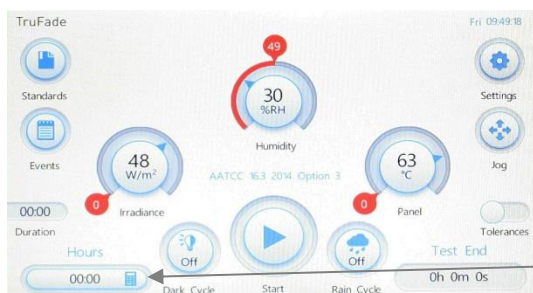 TruFade
Fri 09:49:18
49
30
%RH
Standards
Settings
Humidity
Events
48
W/m²
63
°C
Jog
AATCC 16.3 2014 Option 3
0
0
00:00
Irradiance
Panel
Duration
Tolerances
Hours
Off
Off
Test End
00:00
0h 0m 0s
Dark Cycle
Start
Rain Cycle